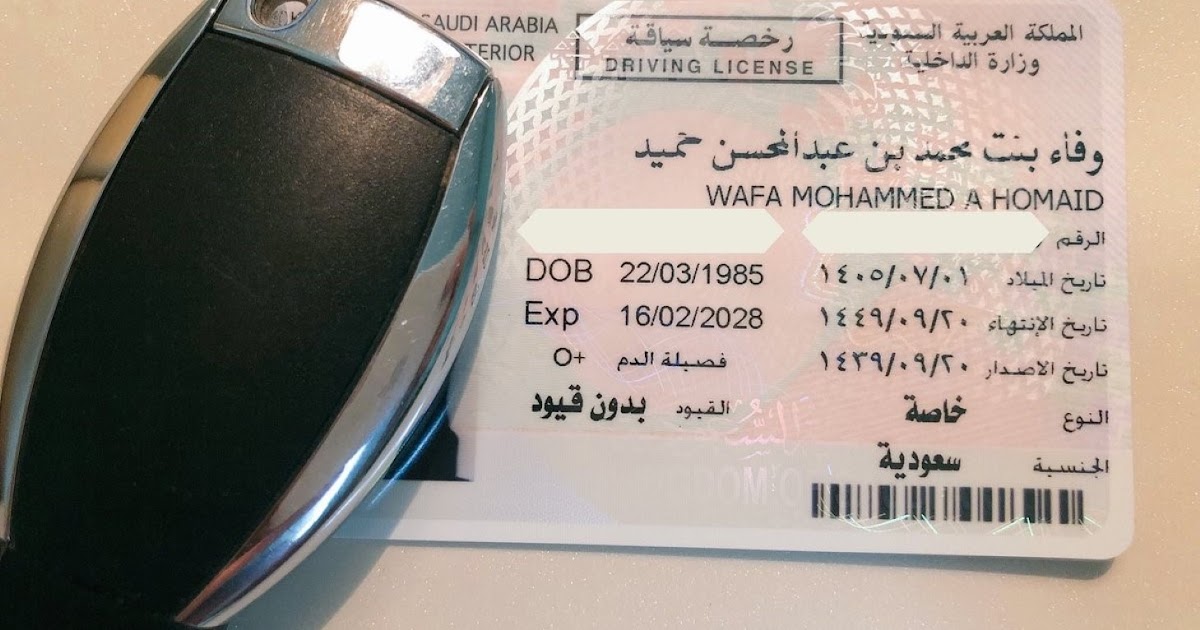 SAUDI ARABIA
رخصة سياقة
المملكة العربية السعودية
DRIVING LICENSE
وزارة الداخلية
وفاء بنت محمد بن عبدالمحسن حميد
WAFA MOHAMMED A HOMAID
الرقم
DOB 22/03/1985 تاريخ الميلاد ١٤٠٥/٠٧/٠١
Exp 16/02/2028 تاريخ الإنتهاء ١٤٤٩/٠٩/٢٠
تاريخ الاصدار ١٤٣٩/٠٩/٢٠ فصيلة الدم O+
النوع خاصة القيود بدون قيود
الجنسية سعودية